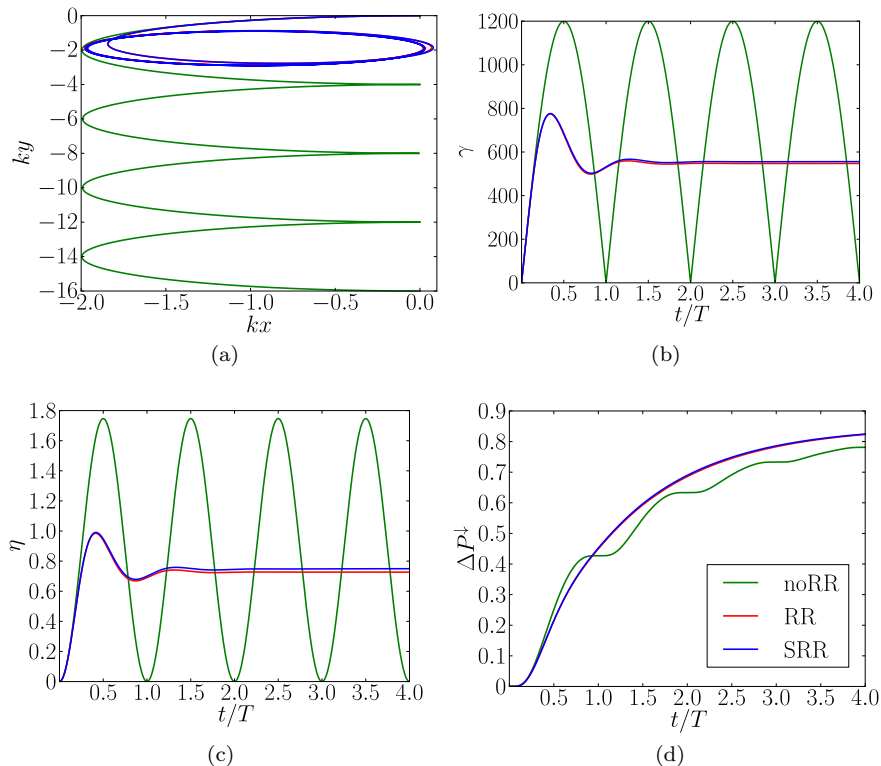 0
−2
−4
−6
−8
−10
−12
−14
−16
ky
−2.0 −1.5 −1.0 −0.5 0.0
kx
(a)
1200
1000
800
600
400
200
0
γ
0.5 1.0 1.5 2.0 2.5 3.0 3.5 4.0
t/T
(b)
1.8
1.6
1.4
1.2
1.0
0.8
0.6
0.4
0.2
0
η
0.5 1.0 1.5 2.0 2.5 3.0 3.5 4.0
t/T
(c)
0.9
0.8
0.7
0.6
0.5
0.4
0.3
0.2
0.1
0
ΔP↓
noRR
RR
SRR
0.5 1.0 1.5 2.0 2.5 3.0 3.5 4.0
t/T
(d)